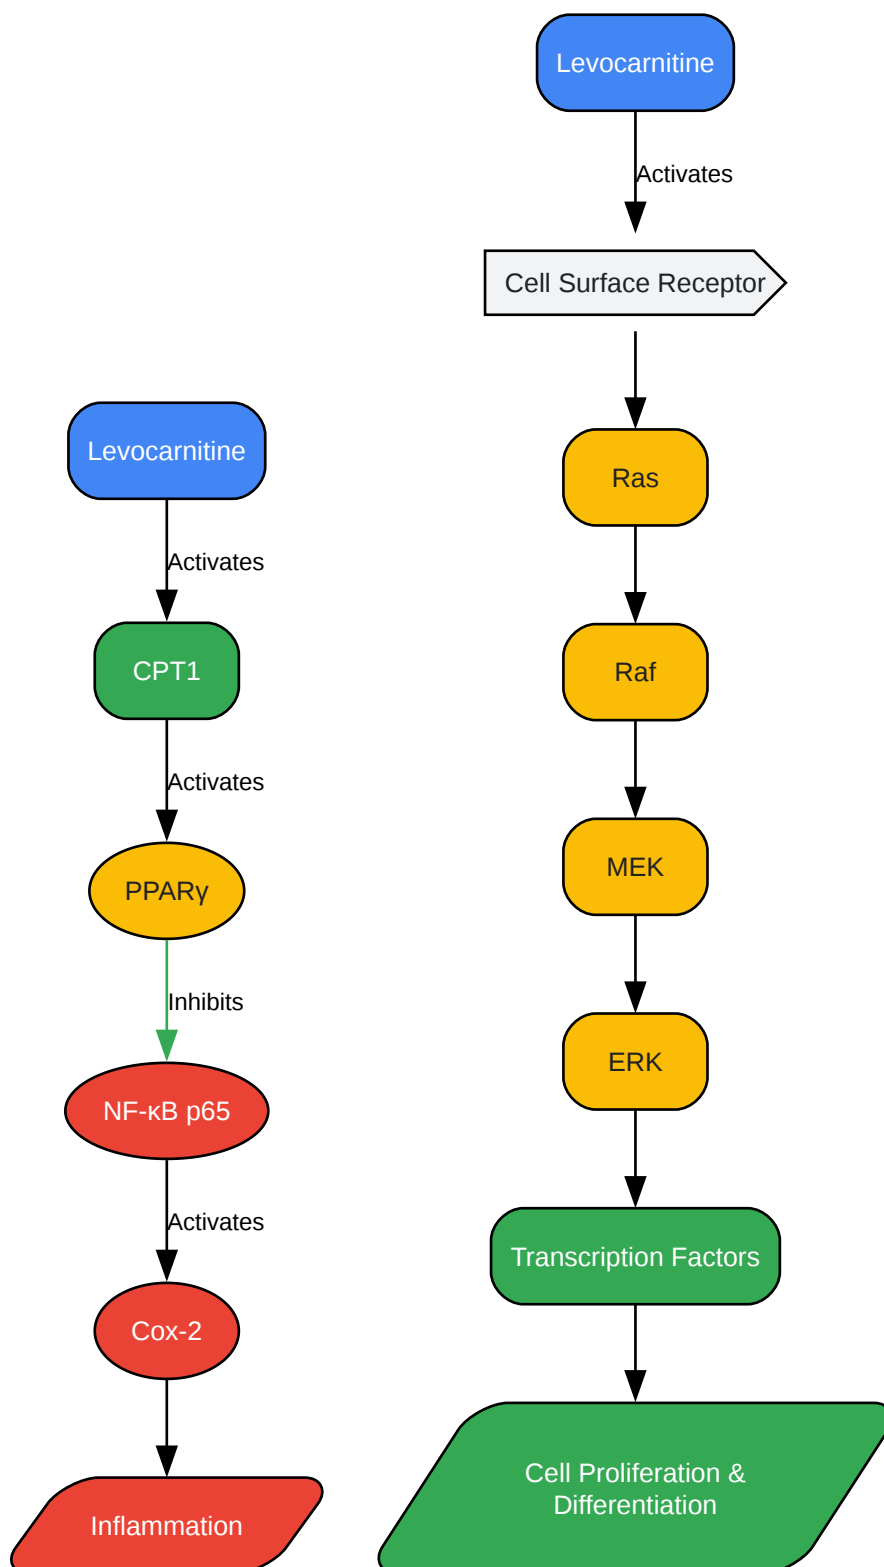 Levocarnitine
Activates
CPT1
Activates
PPARγ
Inhibits
NF-κB p65
Activates
Cox-2
Inflammation
Levocarnitine
Activates
Cell Surface Receptor
Ras
Raf
MEK
ERK
Transcription Factors
Cell Proliferation &
Differentiation